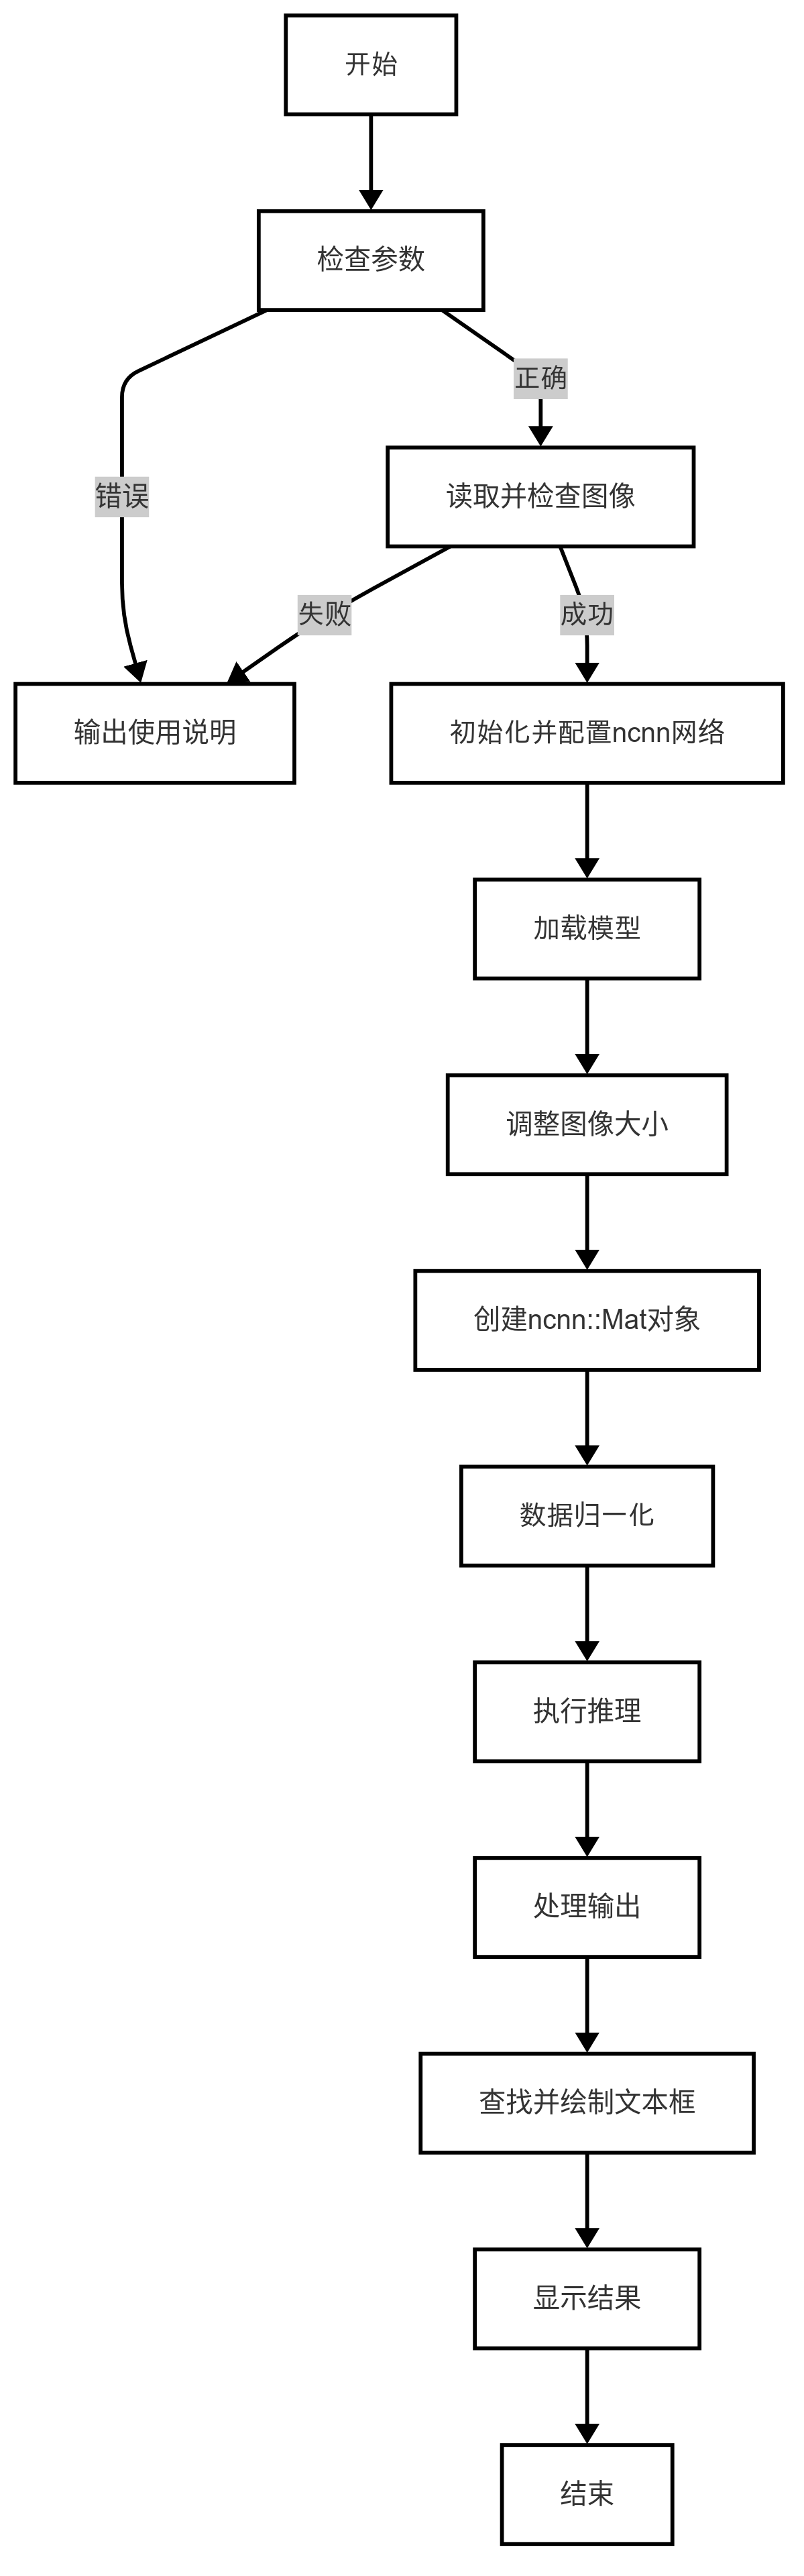 开始
检查参数
正确
错误
读取并检查图像
失败
成功
输出使用说明
初始化并配置ncnn网络
加载模型
调整图像大小
创建ncnn::Mat对象
数据归一化
执行推理
处理输出
查找并绘制文本框
显示结果
结束